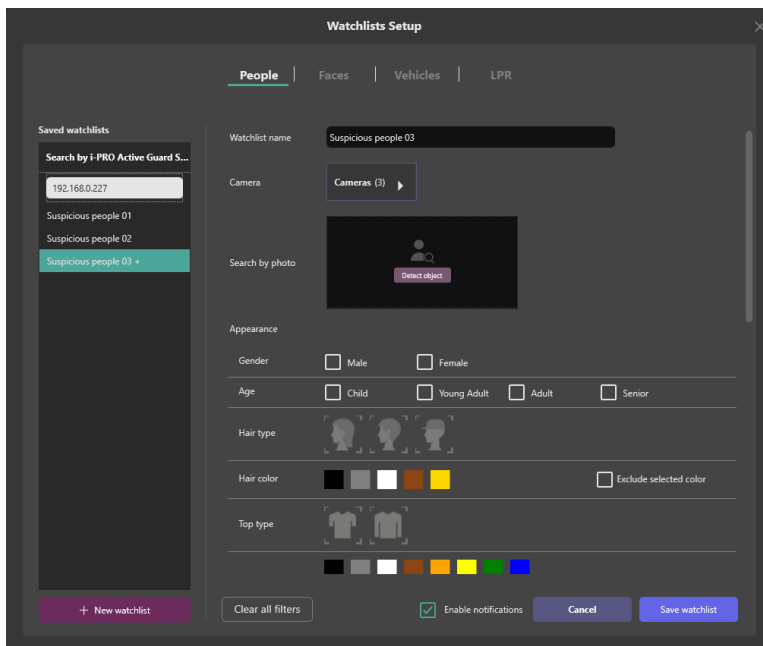 Watchlists Setup
People
Faces
Vehicles
LPR
Saved watchlists
Search by i-PRO Active Guard S...
192.168.0.227
Suspicious people 01
Suspicious people 02
Suspicious people 03 +
+ New watchlist
Watchlist name
Suspicious people 03
Camera
Cameras (3)
Search by photo
Detect object
Appearance
Gender
Male
Female
Age
Child
Young Adult
Adult
Senior
Hair type
Hair color
Exclude selected color
Top type
Clear all filters
Enable notifications
Cancel
Save watchlist